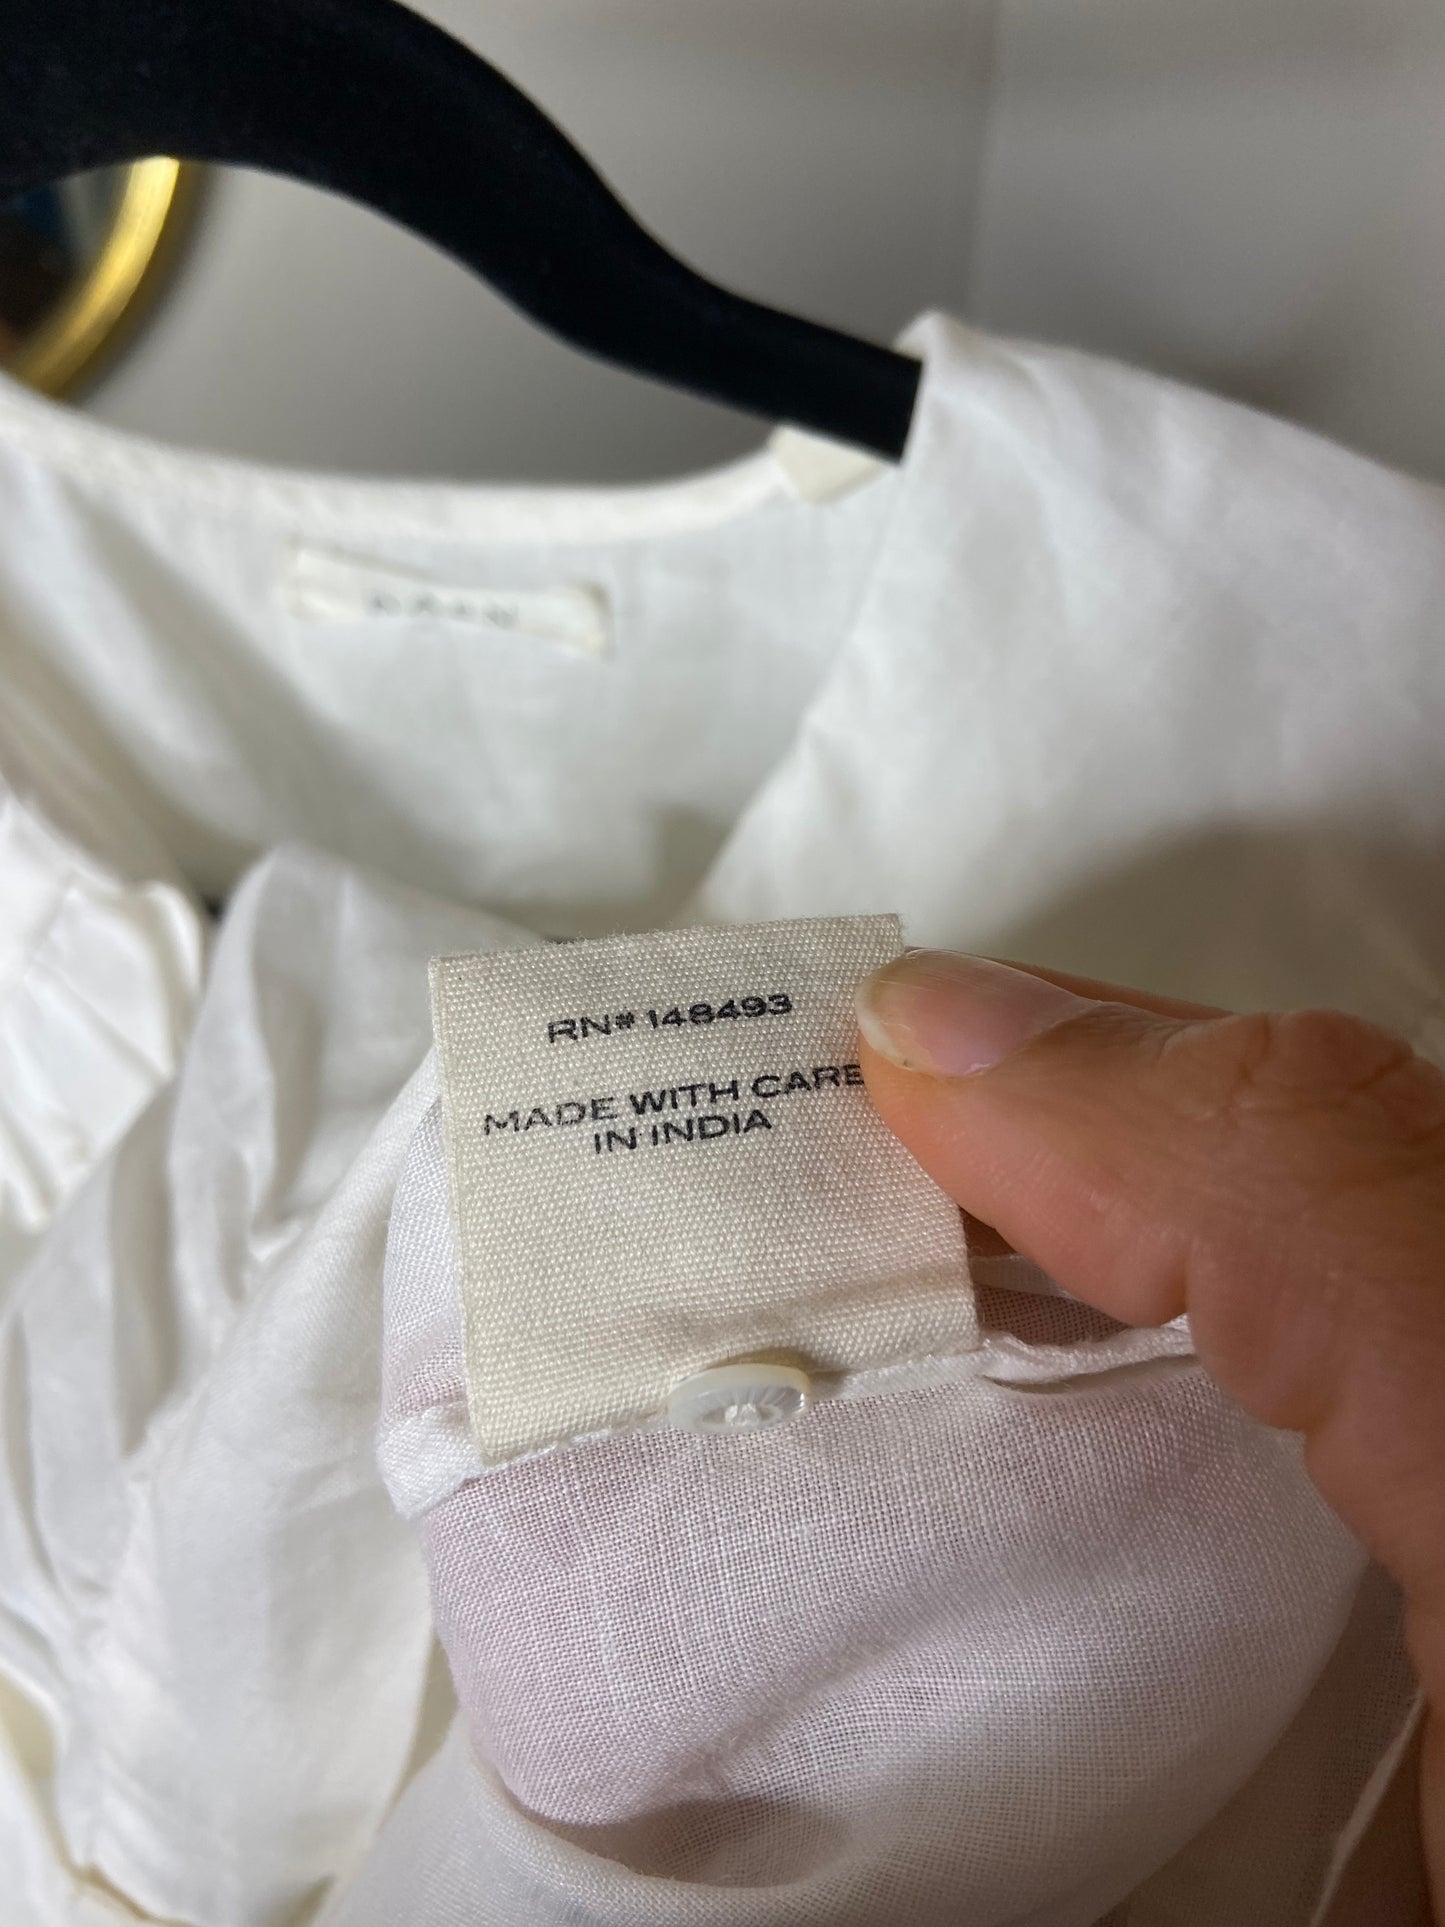 RN# 148493
MADE WITH CARE
IN INDIA